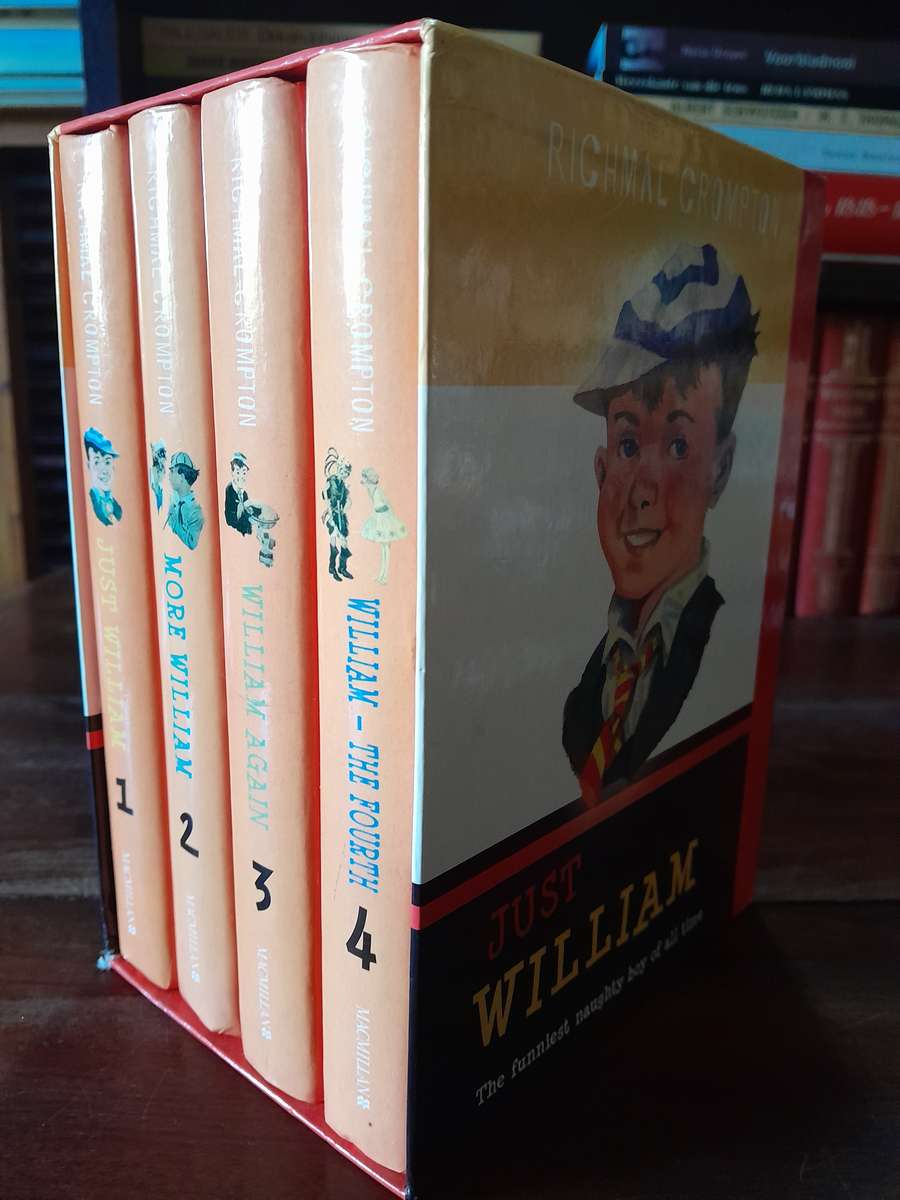 RICHMAL CROMPTON
JUST WILLIAM
1
MACMILLAN
RICHMAL CROMPTON
MORE WILLIAM
2
MACMILLAN
RICHMAL CROMPTON
WILLIAM AGAIN
3
MACMILLAN
RICHMAL CROMPTON
WILLIAM - THE FOURTH
4
MACMILLAN
RICHMAL CROMPTON
JUST
WILLIAM
The funniest naughty boy of all time
Voorbladnooi